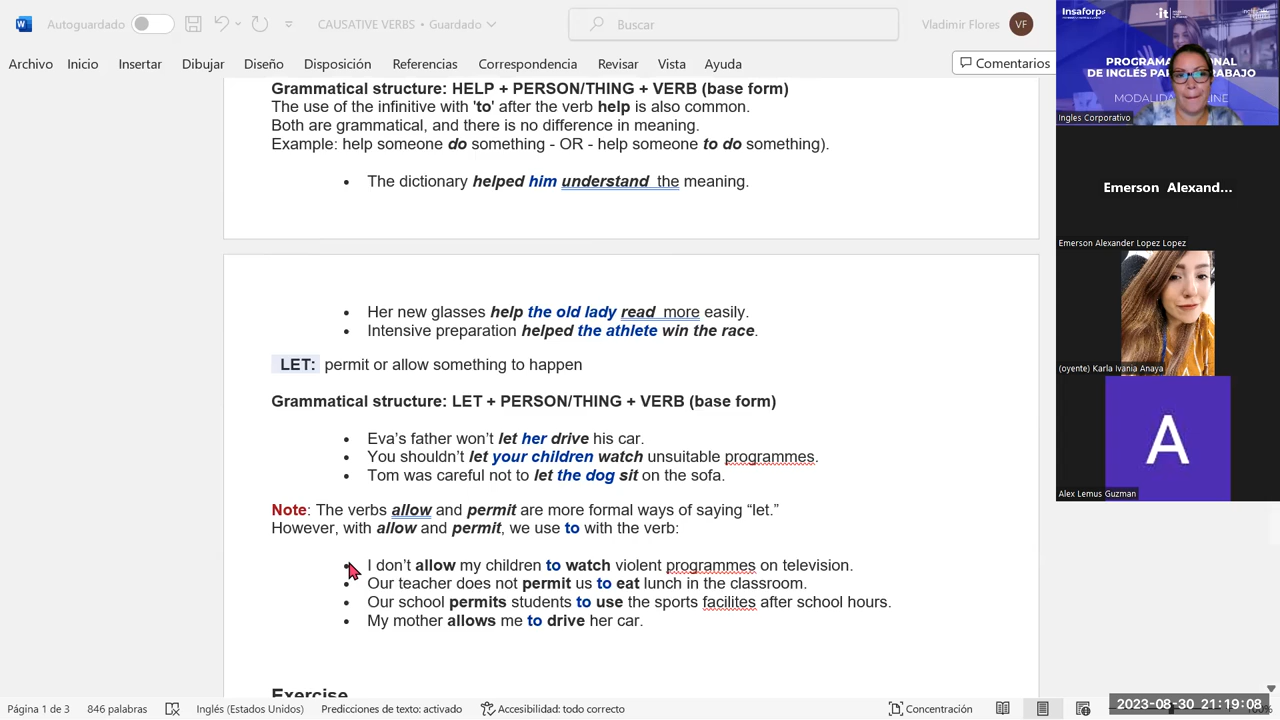 Autoguardado
CAUSATIVE VERBS • Guardado
Buscar
Vladimir Flores
VF
Archivo Inicio Insertar Dibujar Diseño Disposición Referencias Correspondencia Revisar Vista Ayuda
Comentarios
Grammatical structure: HELP + PERSON/THING + VERB (base form)
The use of the infinitive with 'to' after the verb help is also common.
Both are grammatical, and there is no difference in meaning.
Example: help someone do something - OR - help someone to do something).
• The dictionary helped him understand the meaning.
• Her new glasses help the old lady read more easily.
• Intensive preparation helped the athlete win the race.
LET: permit or allow something to happen
Grammatical structure: LET + PERSON/THING + VERB (base form)
• Eva’s father won’t let her drive his car.
• You shouldn’t let your children watch unsuitable programmes.
• Tom was careful not to let the dog sit on the sofa.
Note: The verbs allow and permit are more formal ways of saying “let.”
However, with allow and permit, we use to with the verb:
• I don’t allow my children to watch violent programmes on television.
• Our teacher does not permit us to eat lunch in the classroom.
• Our school permits students to use the sports facilites after school hours.
• My mother allows me to drive her car.
Exercise
Página 1 de 3
846 palabras
Inglés (Estados Unidos)
Predicciones de texto: activado
Accesibilidad: todo correcto
Concentración
2023-08-30 21:19:08
Insaforp
DE INGLÉS PARA
MODALIDAD
Ingles Corporativo
Emerson Alexand...
Emerson Alexander Lopez Lopez
(oyente) Karla Ivania Anaya
A
Alex Lemus Guzman